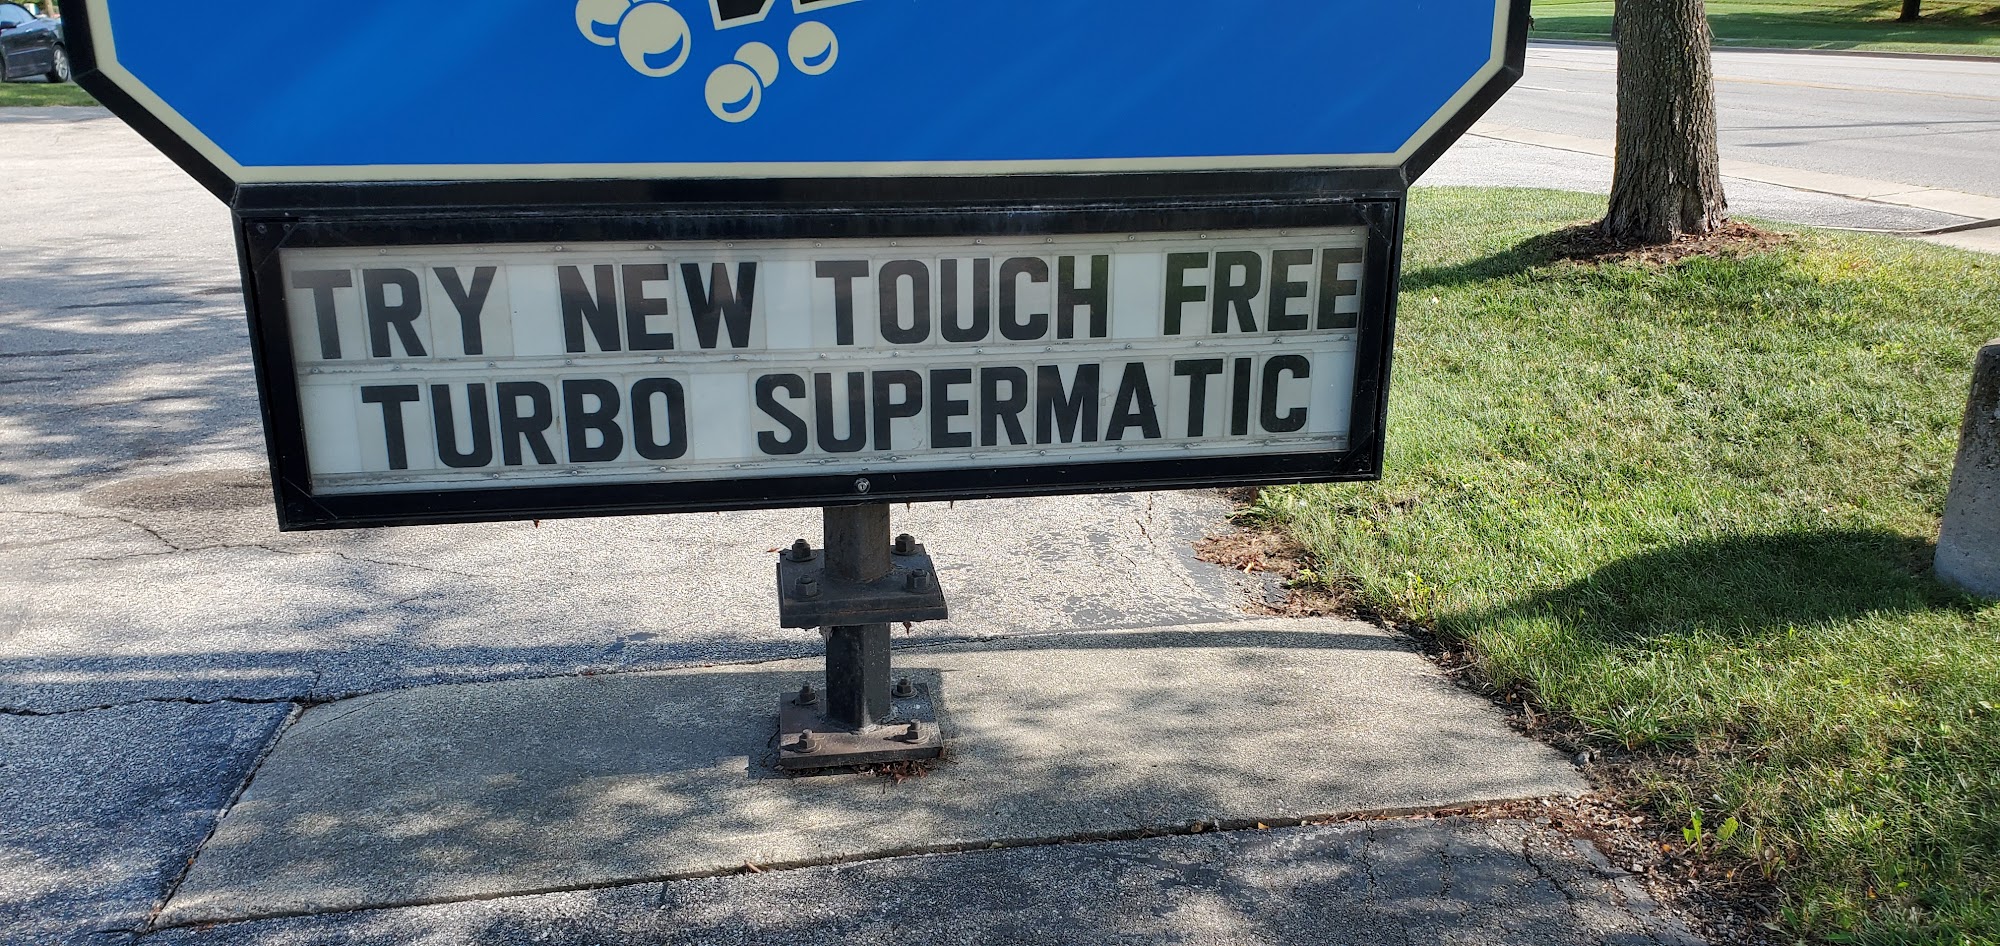 TRY NEW TOUCH FREE
TURBO SUPERMATIC